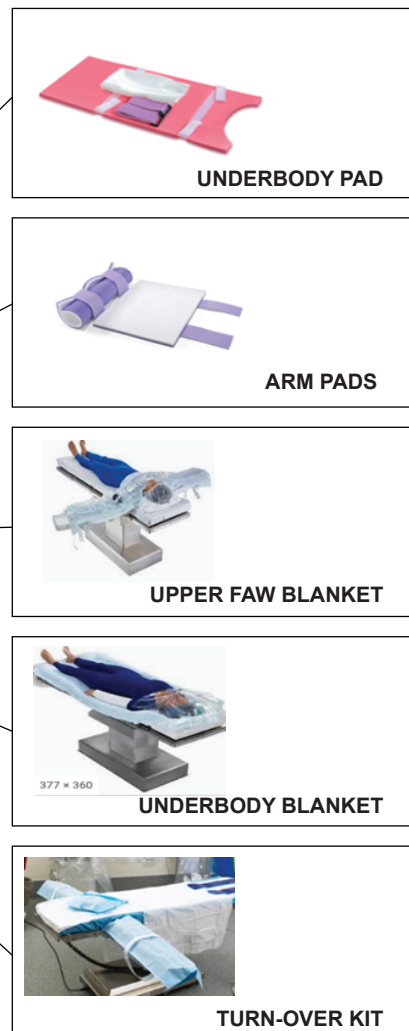 UNDERBODY PAD
ARM PADS
UPPER FAW BLANKET
377 × 360
UNDERBODY BLANKET
TURN-OVER KIT